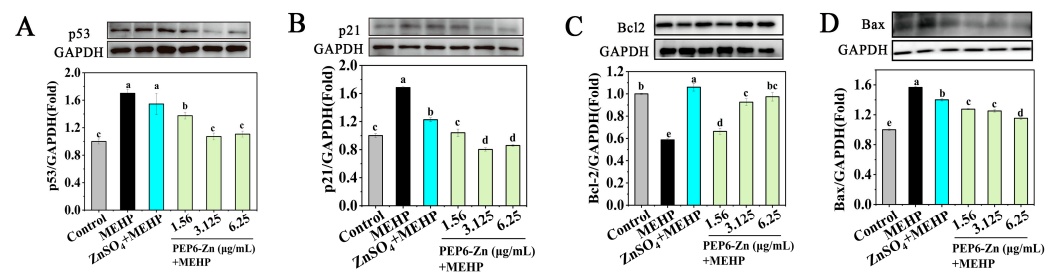 A
p53
GAPDH
p53/GAPDH(Fold)
2.0
1.6
1.2
0.8
0.4
0.0
c
a
a
b
c
c
Control
MEHP
ZnSO4+MEHP
1.56
3.125
6.25
PEP6-Zn (μg/mL)
+MEHP
B
p21
GAPDH
p21/GAPDH(Fold)
2.0
1.6
1.2
0.8
0.4
0.0
c
a
b
c
d
d
Control
MEHP
ZnSO4+MEHP
1.56
3.125
6.25
PEP6-Zn (μg/mL)
+MEHP
C
Bcl2
GAPDH
Bcl-2/GAPDH(Fold)
1.2
1.0
0.8
0.6
0.4
0.2
0.0
b
e
a
d
c
bc
Control
MEHP
ZnSO4+MEHP
1.56
3.125
6.25
PEP6-Zn (μg/mL)
+MEHP
D
Bax
GAPDH
Bax/GAPDH(Fold)
1.6
1.2
0.8
0.4
0.0
e
a
b
c
c
d
Control
MEHP
ZnSO4+MEHP
1.56
3.125
6.25
PEP6-Zn (μg/mL)
+MEHP